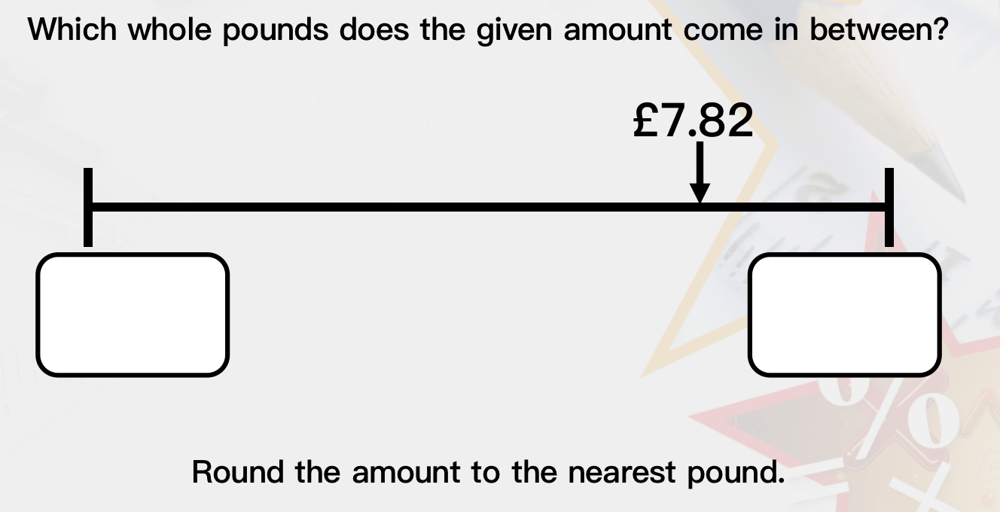 Which whole pounds does the given amount come in between?
£7.82
Round the amount to the nearest pound.